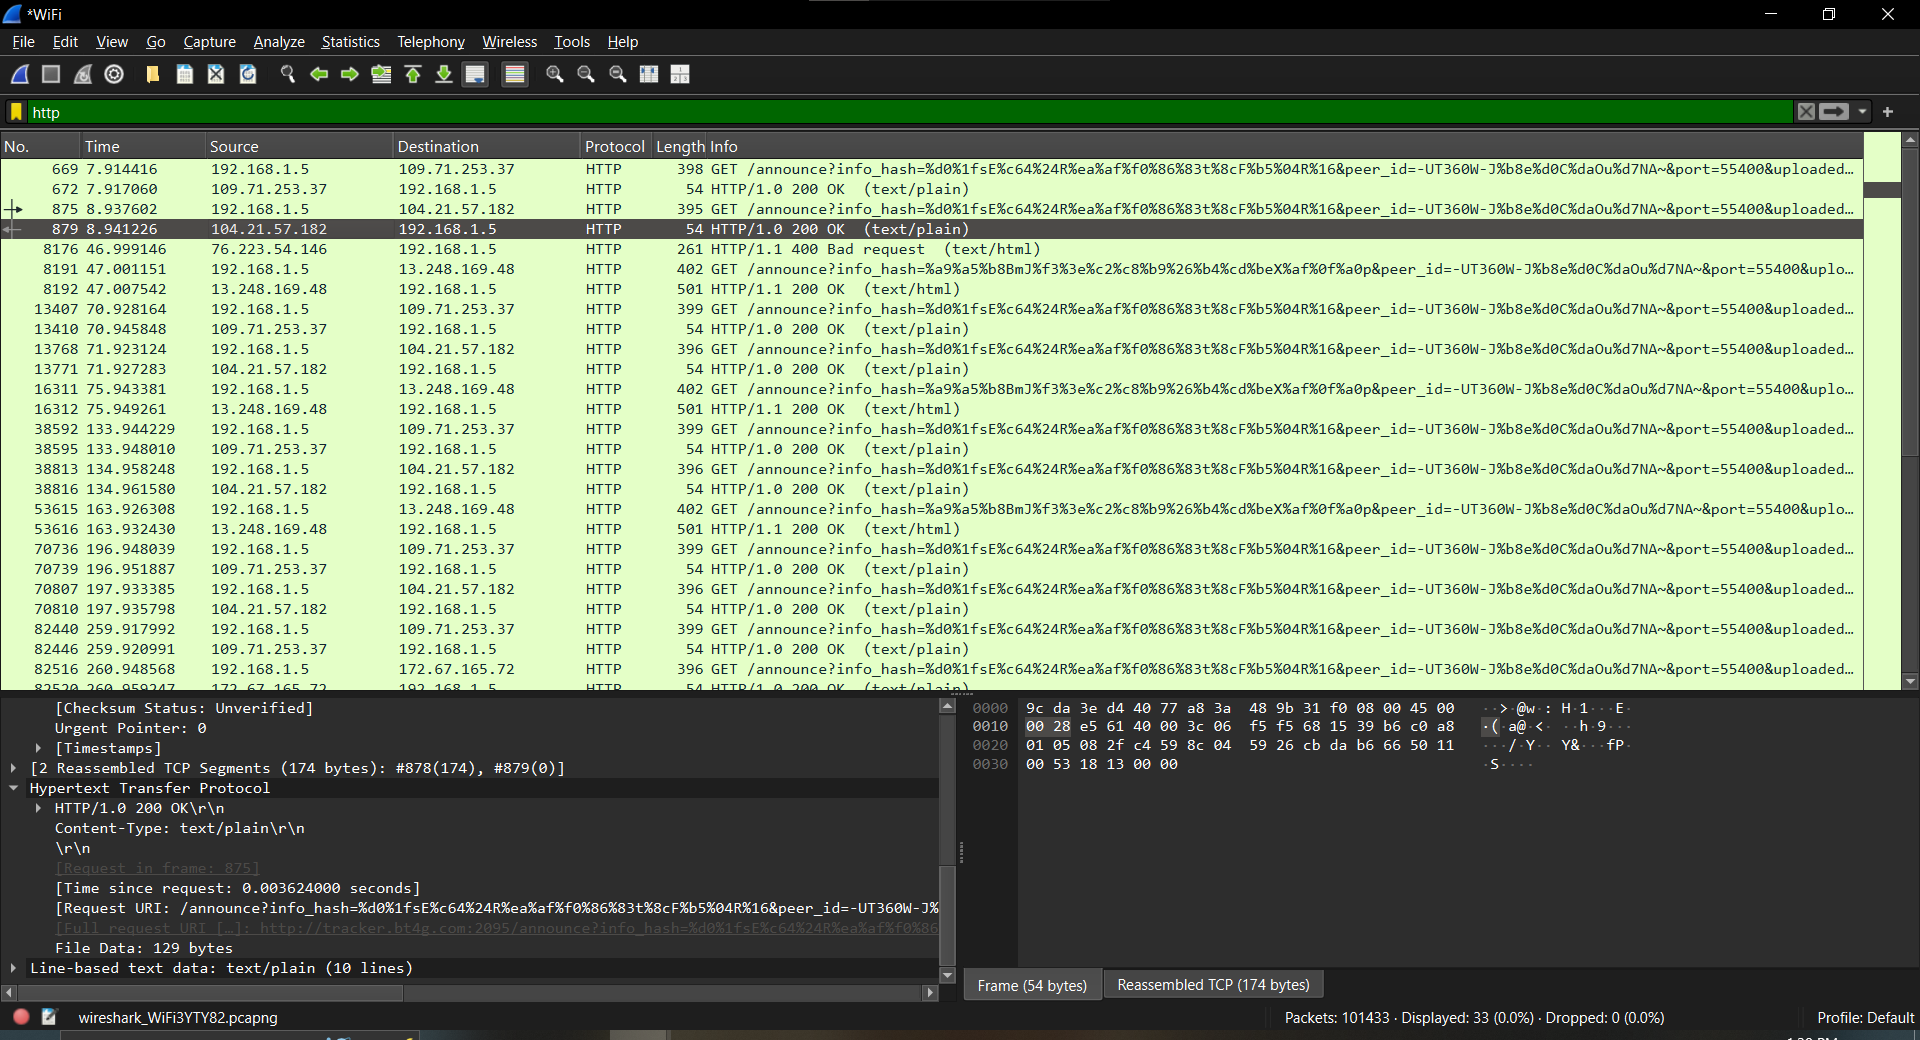 *WiFi
File Edit View Go Capture Analyze Statistics Telephony Wireless Tools Help
http
No. Time Source Destination Protocol Length Info
669 7.914416 192.168.1.5 109.71.253.37 HTTP 398 GET /announce?info_hash=%d0%1fsE%c64%24R%ea%af%f0%86%83t%8cF%b5%04R%16&peer_id=-UT360W-J%b8e%d0C%daOu%d7NA~&port=55400&uploaded…
672 7.917060 109.71.253.37 192.168.1.5 HTTP 54 HTTP/1.0 200 OK (text/plain)
875 8.937602 192.168.1.5 104.21.57.182 HTTP 395 GET /announce?info_hash=%d0%1fsE%c64%24R%ea%af%f0%86%83t%8cF%b5%04R%16&peer_id=-UT360W-J%b8e%d0C%daOu%d7NA~&port=55400&uploaded…
879 8.941226 104.21.57.182 192.168.1.5 HTTP 54 HTTP/1.0 200 OK (text/plain)
8176 46.999146 76.223.54.146 192.168.1.5 HTTP 261 HTTP/1.1 400 Bad request (text/html)
8191 47.001151 192.168.1.5 13.248.169.48 HTTP 402 GET /announce?info_hash=%a9%a5%b8BmJ%f3%3e%c2%c8%b9%26%b4%cd%beX%af%0f%a0p&peer_id=-UT360W-J%b8e%d0C%daOu%d7NA~&port=55400&uplo…
8192 47.007542 13.248.169.48 192.168.1.5 HTTP 501 HTTP/1.1 200 OK (text/html)
13407 70.928164 192.168.1.5 109.71.253.37 HTTP 399 GET /announce?info_hash=%d0%1fsE%c64%24R%ea%af%f0%86%83t%8cF%b5%04R%16&peer_id=-UT360W-J%b8e%d0C%daOu%d7NA~&port=55400&uploaded…
13410 70.945848 109.71.253.37 192.168.1.5 HTTP 54 HTTP/1.0 200 OK (text/plain)
13768 71.923124 192.168.1.5 104.21.57.182 HTTP 396 GET /announce?info_hash=%d0%1fsE%c64%24R%ea%af%f0%86%83t%8cF%b5%04R%16&peer_id=-UT360W-J%b8e%d0C%daOu%d7NA~&port=55400&uploaded…
13771 71.927283 104.21.57.182 192.168.1.5 HTTP 54 HTTP/1.0 200 OK (text/plain)
16311 75.943381 192.168.1.5 13.248.169.48 HTTP 402 GET /announce?info_hash=%a9%a5%b8BmJ%f3%3e%c2%c8%b9%26%b4%cd%beX%af%0f%a0p&peer_id=-UT360W-J%b8e%d0C%daOu%d7NA~&port=55400&uplo…
16312 75.949261 13.248.169.48 192.168.1.5 HTTP 501 HTTP/1.1 200 OK (text/html)
38592 133.944229 192.168.1.5 109.71.253.37 HTTP 399 GET /announce?info_hash=%d0%1fsE%c64%24R%ea%af%f0%86%83t%8cF%b5%04R%16&peer_id=-UT360W-J%b8e%d0C%daOu%d7NA~&port=55400&uploaded…
38595 133.948010 109.71.253.37 192.168.1.5 HTTP 54 HTTP/1.0 200 OK (text/plain)
38813 134.958248 192.168.1.5 104.21.57.182 HTTP 396 GET /announce?info_hash=%d0%1fsE%c64%24R%ea%af%f0%86%83t%8cF%b5%04R%16&peer_id=-UT360W-J%b8e%d0C%daOu%d7NA~&port=55400&uploaded…
38816 134.961580 104.21.57.182 192.168.1.5 HTTP 54 HTTP/1.0 200 OK (text/plain)
53615 163.926308 192.168.1.5 13.248.169.48 HTTP 402 GET /announce?info_hash=%a9%a5%b8BmJ%f3%3e%c2%c8%b9%26%b4%cd%beX%af%0f%a0p&peer_id=-UT360W-J%b8e%d0C%daOu%d7NA~&port=55400&uplo…
53616 163.932430 13.248.169.48 192.168.1.5 HTTP 501 HTTP/1.1 200 OK (text/html)
70736 196.948039 192.168.1.5 109.71.253.37 HTTP 399 GET /announce?info_hash=%d0%1fsE%c64%24R%ea%af%f0%86%83t%8cF%b5%04R%16&peer_id=-UT360W-J%b8e%d0C%daOu%d7NA~&port=55400&uploaded…
70739 196.951887 109.71.253.37 192.168.1.5 HTTP 54 HTTP/1.0 200 OK (text/plain)
70807 197.933385 192.168.1.5 104.21.57.182 HTTP 396 GET /announce?info_hash=%d0%1fsE%c64%24R%ea%af%f0%86%83t%8cF%b5%04R%16&peer_id=-UT360W-J%b8e%d0C%daOu%d7NA~&port=55400&uploaded…
70810 197.935798 104.21.57.182 192.168.1.5 HTTP 54 HTTP/1.0 200 OK (text/plain)
82440 259.917992 192.168.1.5 109.71.253.37 HTTP 399 GET /announce?info_hash=%d0%1fsE%c64%24R%ea%af%f0%86%83t%8cF%b5%04R%16&peer_id=-UT360W-J%b8e%d0C%daOu%d7NA~&port=55400&uploaded…
82446 259.920991 109.71.253.37 192.168.1.5 HTTP 54 HTTP/1.0 200 OK (text/plain)
82516 260.948568 192.168.1.5 172.67.165.72 HTTP 396 GET /announce?info_hash=%d0%1fsE%c64%24R%ea%af%f0%86%83t%8cF%b5%04R%16&peer_id=-UT360W-J%b8e%d0C%daOu%d7NA~&port=55400&uploaded…
82520 260.959247 172.67.165.72 192.168.1.5 HTTP 54 HTTP/1.0 200 OK (text/plain)
[Checksum Status: Unverified]
Urgent Pointer: 0
[Timestamps]
[2 Reassembled TCP Segments (174 bytes): #878(174), #879(0)]
Hypertext Transfer Protocol
HTTP/1.0 200 OK\r\n
Content-Type: text/plain\r\n
\r\n
[Request in frame: 875]
[Time since request: 0.003624000 seconds]
[Request URI: /announce?info_hash=%d0%1fsE%c64%24R%ea%af%f0%86%83t%8cF%b5%04R%16&peer_id=-UT360W-J%
[Full request URI […]: http://tracker.bt4g.com:2095/announce?info_hash=%d0%1fsE%c64%24R%ea%af%f0%86
File Data: 129 bytes
Line-based text data: text/plain (10 lines)
0000 9c da 3e d4 40 77 a8 3a 48 9b 31 f0 08 00 45 00 ··>·@w·: H·1···E·
0010 00 28 e5 61 40 00 3c 06 f5 f5 68 15 39 b6 c0 a8 ·(·a@·<· ··h·9···
0020 01 05 08 2f c4 59 8c 04 59 26 cb da b6 66 50 11 ···/·Y·· Y&···fP·
0030 00 53 18 13 00 00 ·S····
Frame (54 bytes) Reassembled TCP (174 bytes)
wireshark_WiFi3YTY82.pcapng
Packets: 101433 · Displayed: 33 (0.0%) · Dropped: 0 (0.0%)
Profile: Default